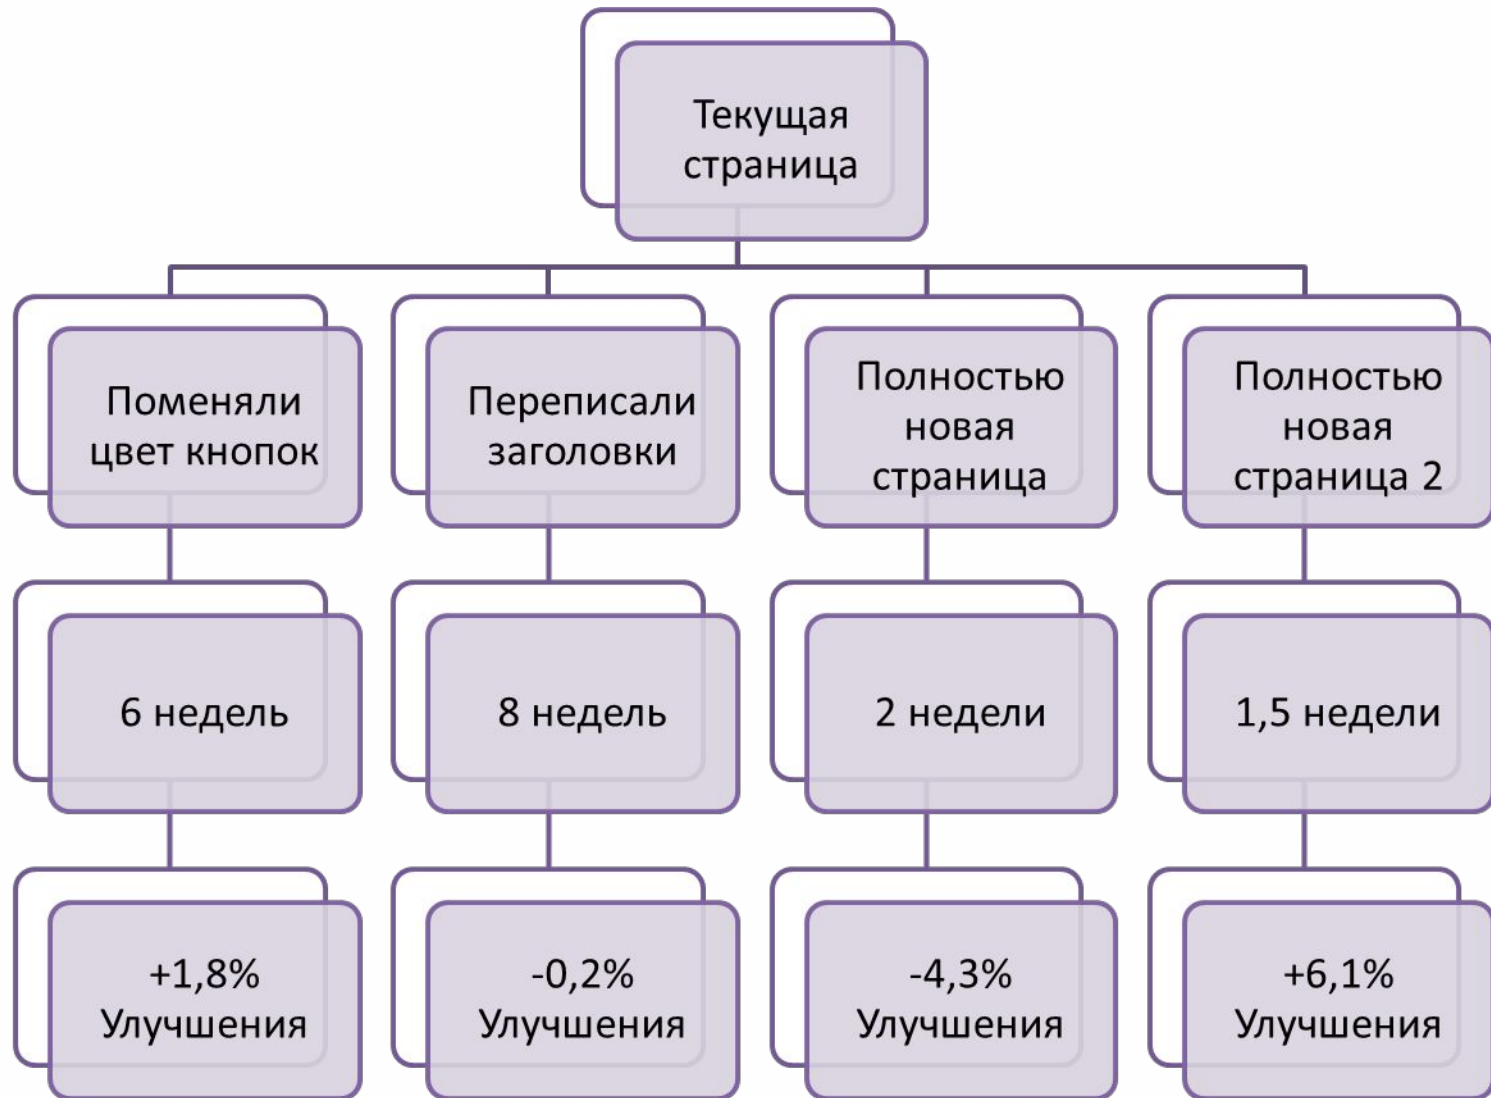 Текущая
страница
Поменяли
цвет кнопок
Переписали
заголовки
Полностью
новая
страница
Полностью
новая
страница 2
6 недель
8 недель
2 недели
1,5 недели
+1,8%
Улучшения
-0,2%
Улучшения
-4,3%
Улучшения
+6,1%
Улучшения